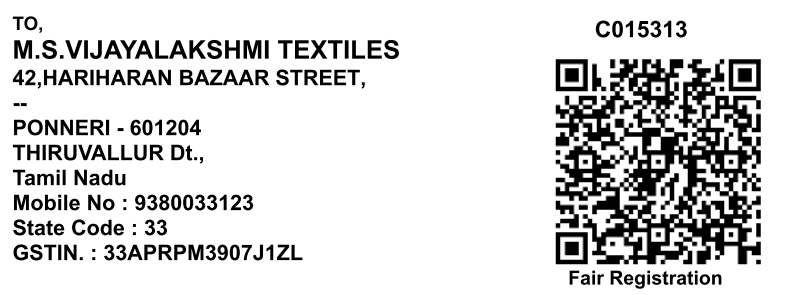 TO,
M.S.VIJAYALAKSHMI TEXTILES
42,HARIHARAN BAZAAR STREET,
--
PONNERI - 601204
THIRUVALLUR Dt.,
Tamil Nadu
Mobile No : 9380033123
State Code : 33
GSTIN. : 33APRPM3907J1ZL
C015313
Fair Registration